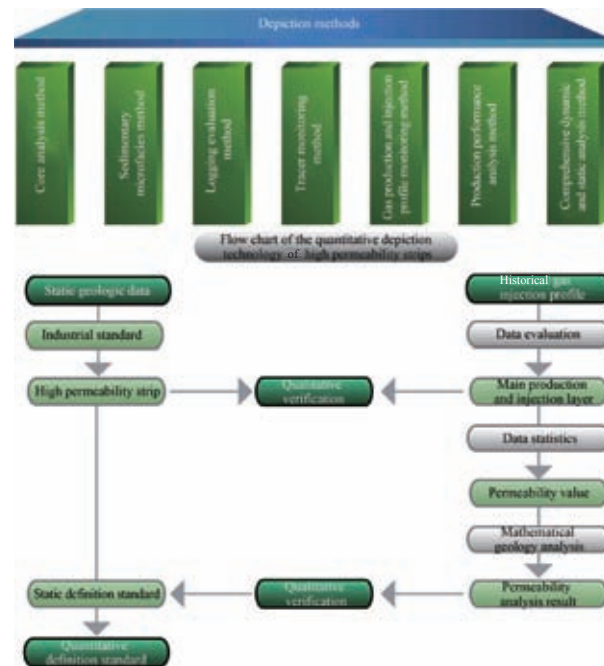 Depiction methods
Core analysis method
Sedimentary
microfacies method
Logging evaluation
method
Tracer monitoring
method
Gas production and injection
profile monitoring method
Production performance
analysis method
Comprehensive dynamic
and static analysis method
Flow chart of the quantitative depiction
technology of high permeability strips
Static geologic data
Historical gas
injection profile
Industrial standard
Data evaluation
High permeability strip
Quantitative
verification
Main production
and injection layer
Data statistics
Permeability value
Mathematical
geology analysis
Static definition standard
Quantitative
verification
Permeability
analysis result
Quantitative
definition standard